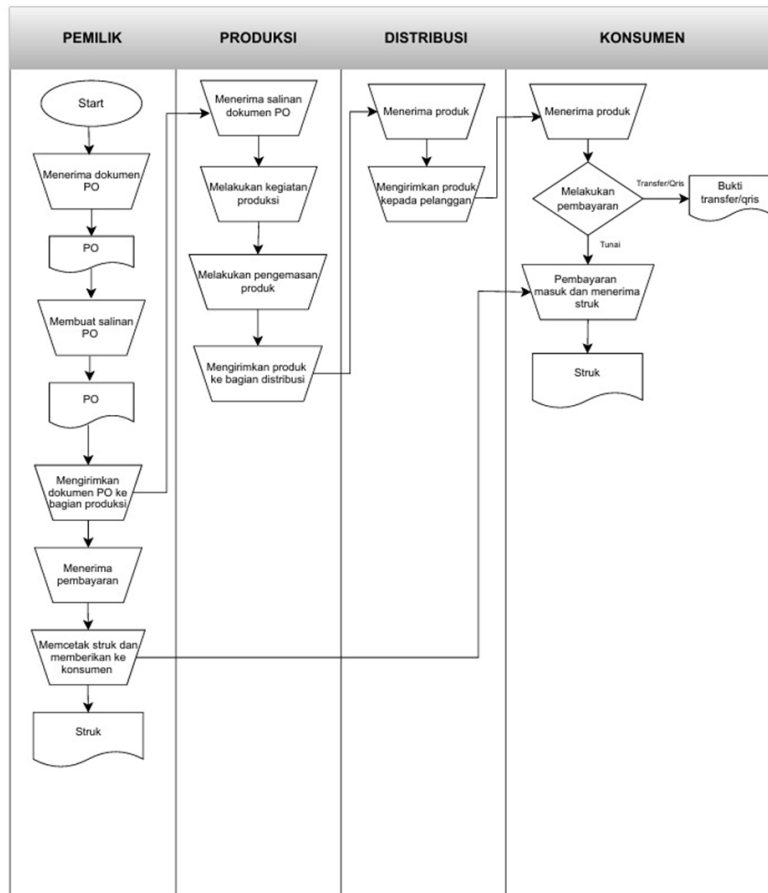 PEMILIK
PRODUKSI
DISTRIBUSI
KONSUMEN
Start
Menerima dokumen
PO
PO
Membuat salinan
PO
PO
Mengirimkan
dokumen PO ke
bagian produksi
Menerima
pembayaran
Memcetak struk dan
memberikan ke
konsumen
Struk
Menerima salinan
dokumen PO
Melakukan kegiatan
produksi
Melakukan pengemasan
produk
Mengirimkan produk
ke bagian distribusi
Menerima produk
Mengirimkan produk
kepada pelanggan
Menerima produk
Melakukan
pembayaran
Transfer/Qris
Bukti
transfer/qris
Tunai
Pembayaran
masuk dan menerima
struk
Struk